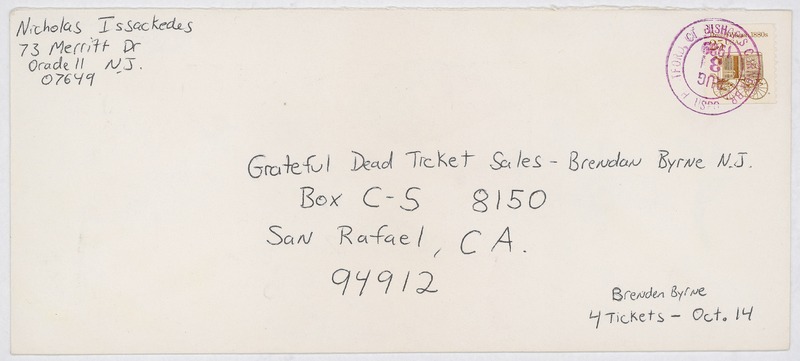 Nicholas Issackedes
73 Merritt Dr
Oradell N.J.
07649
1880s
Grateful Dead Ticket Sales - Brendan Byrne N.J.
Box C-S 8150
San Rafael, CA.
94912
Brenden Byrne
4 Tickets - Oct. 14